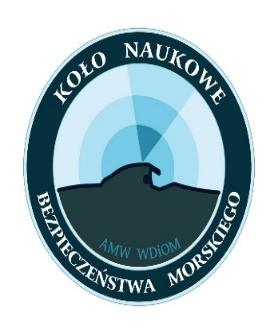 KOŁO NAUKOWE
AMW WDiOM
BEZPIECZEŃSTWA MORSKIEGO